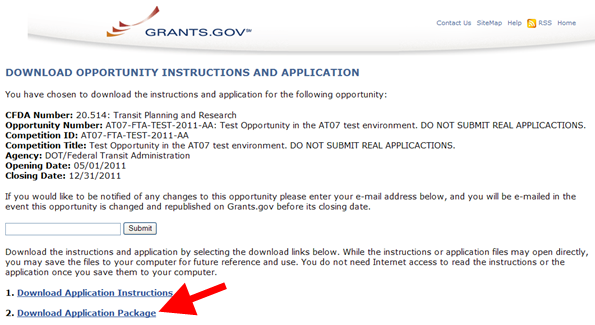 Contact Us SiteMap Help RSS Home
GRANTS.GOV℠
DOWNLOAD OPPORTUNITY INSTRUCTIONS AND APPLICATION
You have chosen to download the instructions and application for the following opportunity:
CFDA Number: 20.514: Transit Planning and Research
Opportunity Number: AT07-FTA-TEST-2011-AA: Test Opportunity in the AT07 test environment. DO NOT SUBMIT REAL APPLICACTIONS.
Competition ID: AT07-FTA-TEST-2011-AA
Competition Title: Test Opportunity in the AT07 test environment. DO NOT SUBMIT REAL APPLICACTIONS.
Agency: DOT/Federal Transit Administration
Opening Date: 05/01/2011
Closing Date: 12/31/2011
If you would like to be notified of any changes to this opportunity please enter your e-mail address below, and you will be e-mailed in the
event this opportunity is changed and republished on Grants.gov before its closing date.
Submit
Download the instructions and application by selecting the download links below. While the instructions or application files may open directly,
you may save the files to your computer for future reference and use. You do not need Internet access to read the instructions or the
application once you save them to your computer.
1. Download Application Instructions
2. Download Application Package